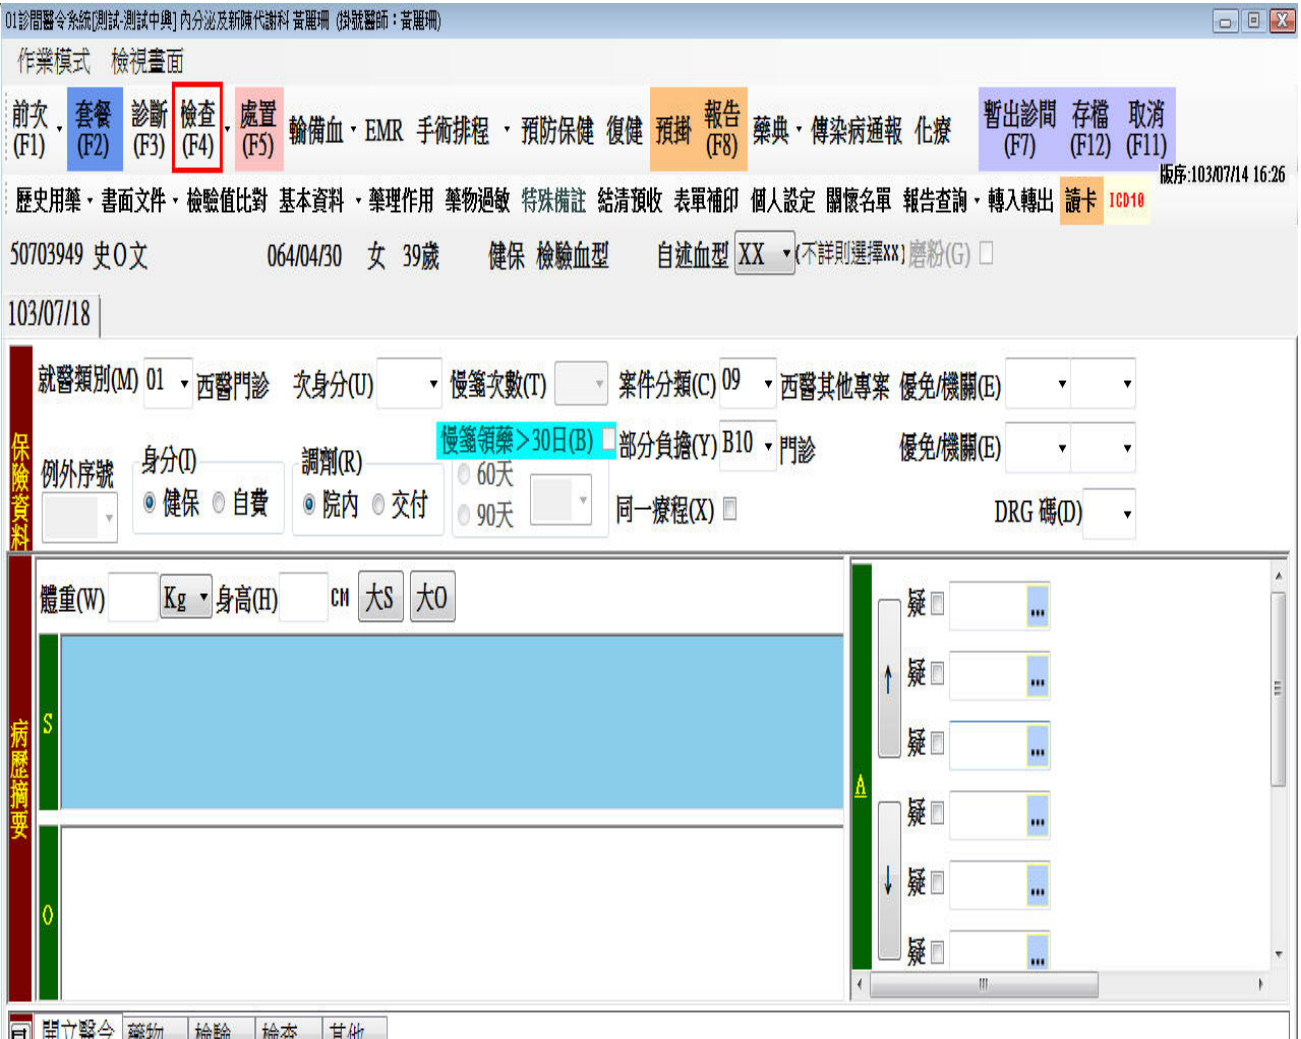 01診間醫令系統[測試-測試中興] 內分泌及新陳代謝科 黃麗珊 (掛號醫師：黃麗珊)
作業模式 檢視畫面
前次(F1) 套餐(F2) 診斷(F3) 檢查(F4) 處置(F5) 輸備血 EMR 手術排程 預防保健 復健 預掛 報告(F8) 藥典 傳染病通報 化療 暫出診間(F7) 存檔(F12) 取消(F11)
版序:103/07/14 16:26
歷史用藥 書面文件 檢驗值比對 基本資料 藥理作用 藥物過敏 特殊備註 結清預收 表單補印 個人設定 關懷名單 報告查詢 轉入轉出 讀卡 ICD10
50703949 史O文 064/04/30 女 39歲 健保 檢驗血型 自述血型 XX (不詳則選擇XX) 磨粉(G)
103/07/18
保險資料
就醫類別(M) 01 西醫門診 次身分(U) 慢箋次數(T) 案件分類(C) 09 西醫其他專案 優免/機關(E)
慢箋領藥>30日(B) 部分負擔(Y) B10 門診 優免/機關(E)
例外序號 身分(I) 健保 自費 調劑(R) 院內 交付 60天 90天 同一療程(X) DRG 碼(D)
病歷摘要
體重(W) Kg 身高(H) CM 大S 大O
S
O
A
疑 ...
疑 ...
疑 ...
疑 ...
疑 ...
疑 ...
↑
↓
開立醫令 藥物 檢驗 檢查 其他